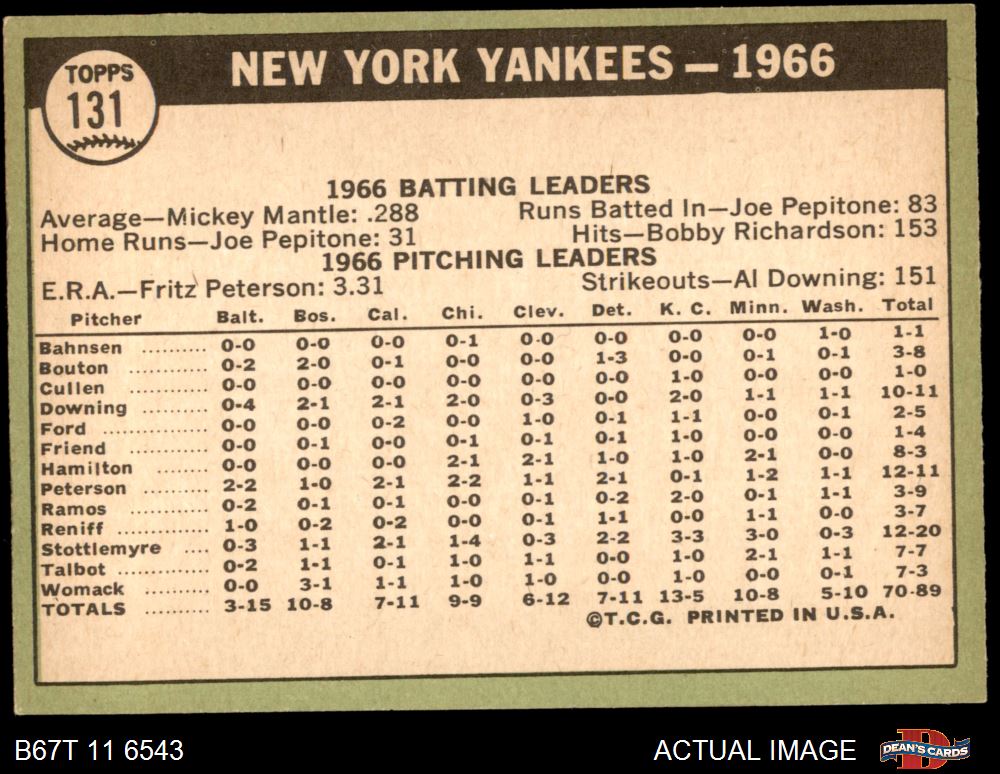 TOPPS
131
NEW YORK YANKEES – 1966
1966 BATTING LEADERS
Average—Mickey Mantle: .288 Runs Batted In—Joe Pepitone: 83
Home Runs—Joe Pepitone: 31 Hits—Bobby Richardson: 153
1966 PITCHING LEADERS
E.R.A.—Fritz Peterson: 3.31 Strikeouts—Al Downing: 151
Pitcher Balt. Bos. Cal. Chi. Clev. Det. K. C. Minn. Wash. Total
Bahnsen .......... 0-0 0-0 0-0 0-1 0-0 0-0 0-0 0-0 1-0 1-1
Bouton ............ 0-2 2-0 0-1 0-0 0-0 1-3 0-0 0-1 0-1 3-8
Cullen ............ 0-0 0-0 0-0 0-0 0-0 0-0 1-0 0-0 0-0 1-0
Downing .......... 0-4 2-1 2-1 2-0 0-3 0-0 2-0 1-1 1-1 10-11
Ford ................ 0-0 0-0 0-2 0-0 1-0 0-1 1-1 0-0 0-1 2-5
Friend ............ 0-0 0-1 0-0 0-1 0-1 0-1 1-0 0-0 0-0 1-4
Hamilton ........ 0-0 0-0 0-0 2-1 2-1 1-0 1-0 2-1 0-0 8-3
Peterson .......... 2-2 1-0 2-1 2-2 1-1 2-1 0-1 1-2 1-1 12-11
Ramos ............ 0-2 0-1 0-1 0-0 0-1 0-2 2-0 0-1 1-1 3-9
Reniff .............. 1-0 0-2 0-2 0-0 0-1 1-1 0-0 1-1 0-0 3-7
Stottlemyre .... 0-3 1-1 2-1 1-4 0-3 2-2 3-3 3-0 0-3 12-20
Talbot .............. 0-2 1-1 0-1 1-0 1-1 0-0 1-0 2-1 1-1 7-7
Womack .......... 0-0 3-1 1-1 1-0 1-0 0-0 1-0 0-0 0-1 7-3
TOTALS .......... 3-15 10-8 7-11 9-9 6-12 7-11 13-5 10-8 5-10 70-89
©T.C.G. PRINTED IN U.S.A.
B67T 11 6543 ACTUAL IMAGE DEAN'S CARDS